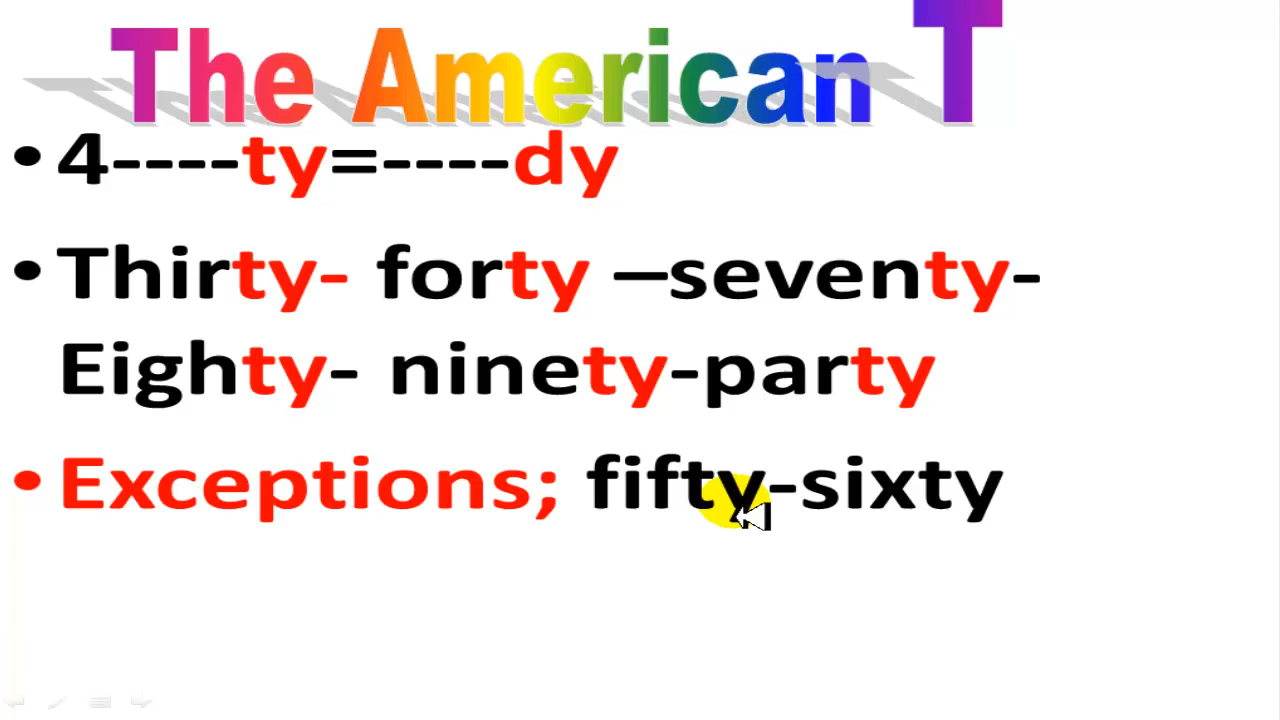 The American T
• 4----ty=----dy
• Thirty- forty –seventy-
Eighty- ninety-party
• Exceptions; fifty-sixty